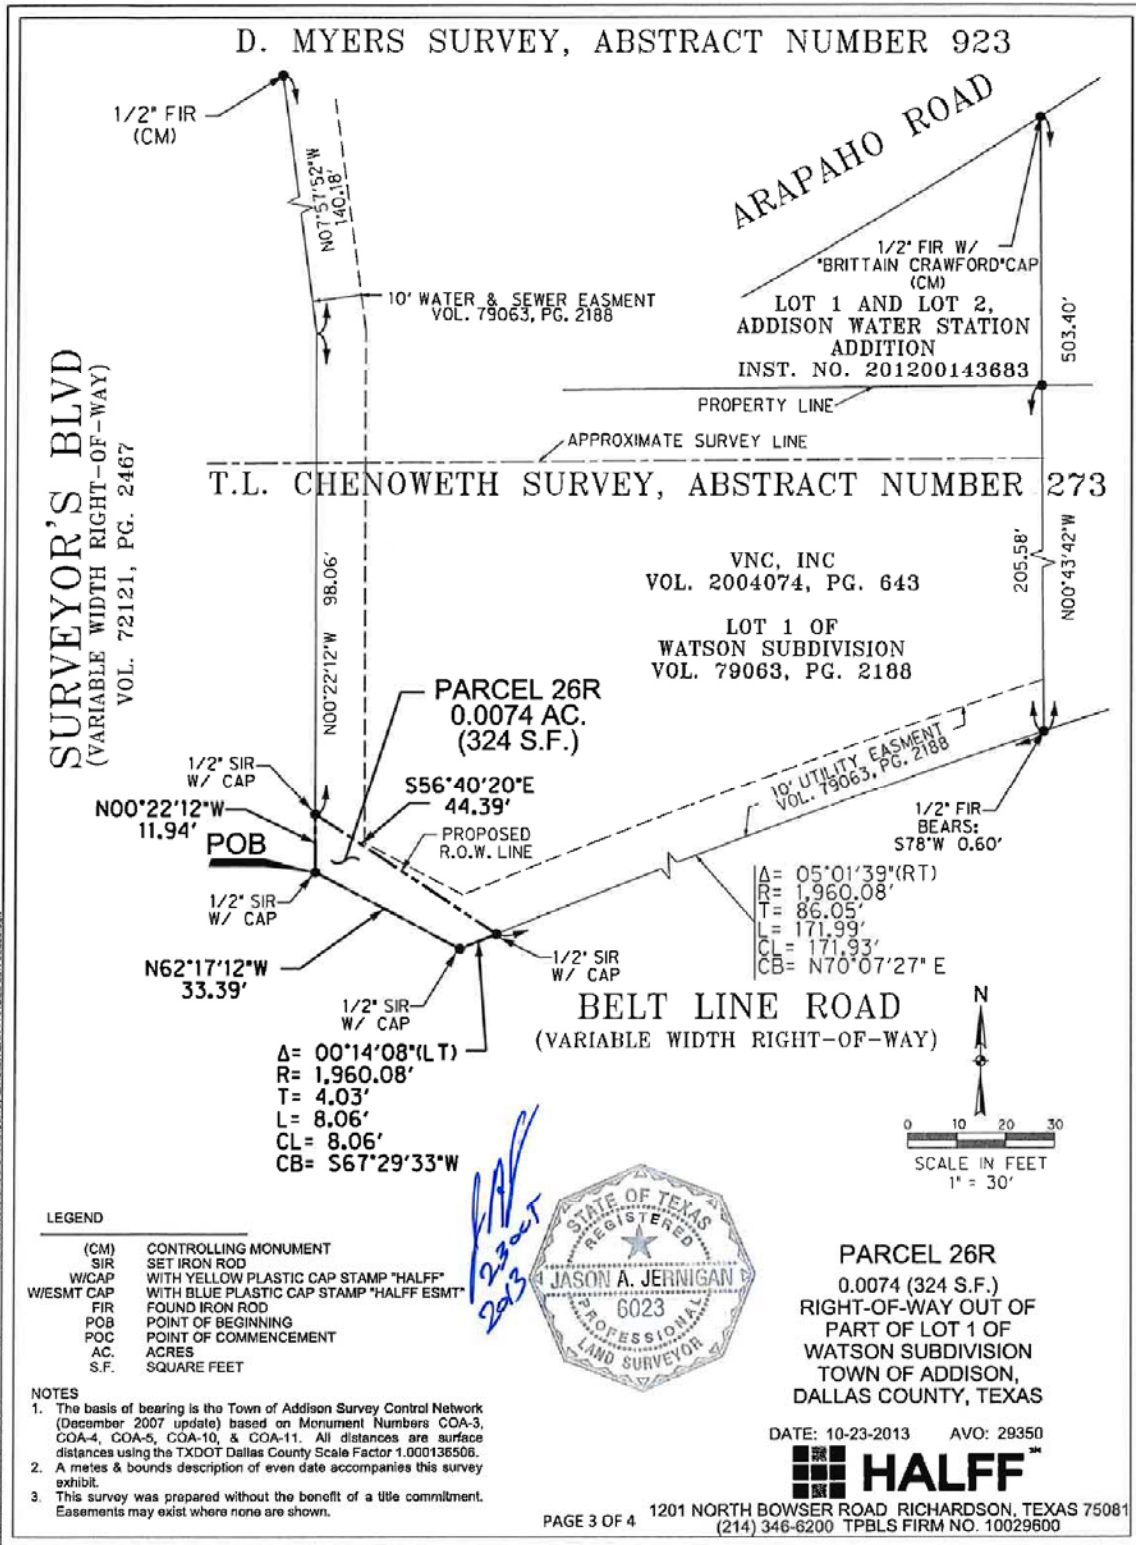 D. MYERS SURVEY, ABSTRACT NUMBER 923
1/2" FIR
(CM)
N07°57'52"W
140.18'
ARAPAHO ROAD
1/2" FIR W/
"BRITTAIN CRAWFORD"CAP
(CM)
LOT 1 AND LOT 2,
ADDISON WATER STATION
ADDITION
INST. NO. 201200143683
503.40'
10' WATER & SEWER EASMENT
VOL. 79063, PG. 2188
PROPERTY LINE
APPROXIMATE SURVEY LINE
T.L. CHENOWETH SURVEY, ABSTRACT NUMBER 273
SURVEYOR'S BLVD
(VARIABLE WIDTH RIGHT-OF-WAY)
VOL. 72121, PG. 2467
N00°22'12"W 98.06'
VNC, INC
VOL. 2004074, PG. 643
LOT 1 OF
WATSON SUBDIVISION
VOL. 79063, PG. 2188
205.58'
N00°43'42"W
PARCEL 26R
0.0074 AC.
(324 S.F.)
1/2" SIR
W/ CAP
N00°22'12"W
11.94'
POB
S56°40'20"E
44.39'
PROPOSED
R.O.W. LINE
10' UTILITY EASMENT
VOL. 79063, PG. 2188
1/2" FIR
BEARS:
S78°W 0.60'
1/2" SIR
W/ CAP
N62°17'12"W
33.39'
1/2" SIR
W/ CAP
1/2" SIR
W/ CAP
Δ= 05°01'39"(RT)
R= 1,960.08'
T= 86.05'
L= 171.99'
CL= 171.93'
CB= N70°07'27" E
BELT LINE ROAD
(VARIABLE WIDTH RIGHT-OF-WAY)
Δ= 00°14'08"(LT)
R= 1,960.08'
T= 4.03'
L= 8.06'
CL= 8.06'
CB= S67°29'33"W
N
0 10 20 30
SCALE IN FEET
1" = 30'
JAJ
23 OCT
2013
STATE OF TEXAS
REGISTERED
JASON A. JERNIGAN
6023
PROFESSIONAL
LAND SURVEYOR
LEGEND
(CM) CONTROLLING MONUMENT
SIR SET IRON ROD
W/CAP WITH YELLOW PLASTIC CAP STAMP "HALFF"
W/ESMT CAP WITH BLUE PLASTIC CAP STAMP "HALFF ESMT"
FIR FOUND IRON ROD
POB POINT OF BEGINNING
POC POINT OF COMMENCEMENT
AC. ACRES
S.F. SQUARE FEET
NOTES
1. The basis of bearing is the Town of Addison Survey Control Network
(December 2007 update) based on Monument Numbers COA-3,
COA-4, COA-5, COA-10, & COA-11. All distances are surface
distances using the TXDOT Dallas County Scale Factor 1.000136506.
2. A metes & bounds description of even date accompanies this survey
exhibit.
3. This survey was prepared without the benefit of a title commitment.
Easements may exist where none are shown.
PARCEL 26R
0.0074 (324 S.F.)
RIGHT-OF-WAY OUT OF
PART OF LOT 1 OF
WATSON SUBDIVISION
TOWN OF ADDISON,
DALLAS COUNTY, TEXAS
DATE: 10-23-2013 AVO: 29350
HALFF
1201 NORTH BOWSER ROAD RICHARDSON, TEXAS 75081
(214) 346-6200 TPBLS FIRM NO. 10029600
PAGE 3 OF 4